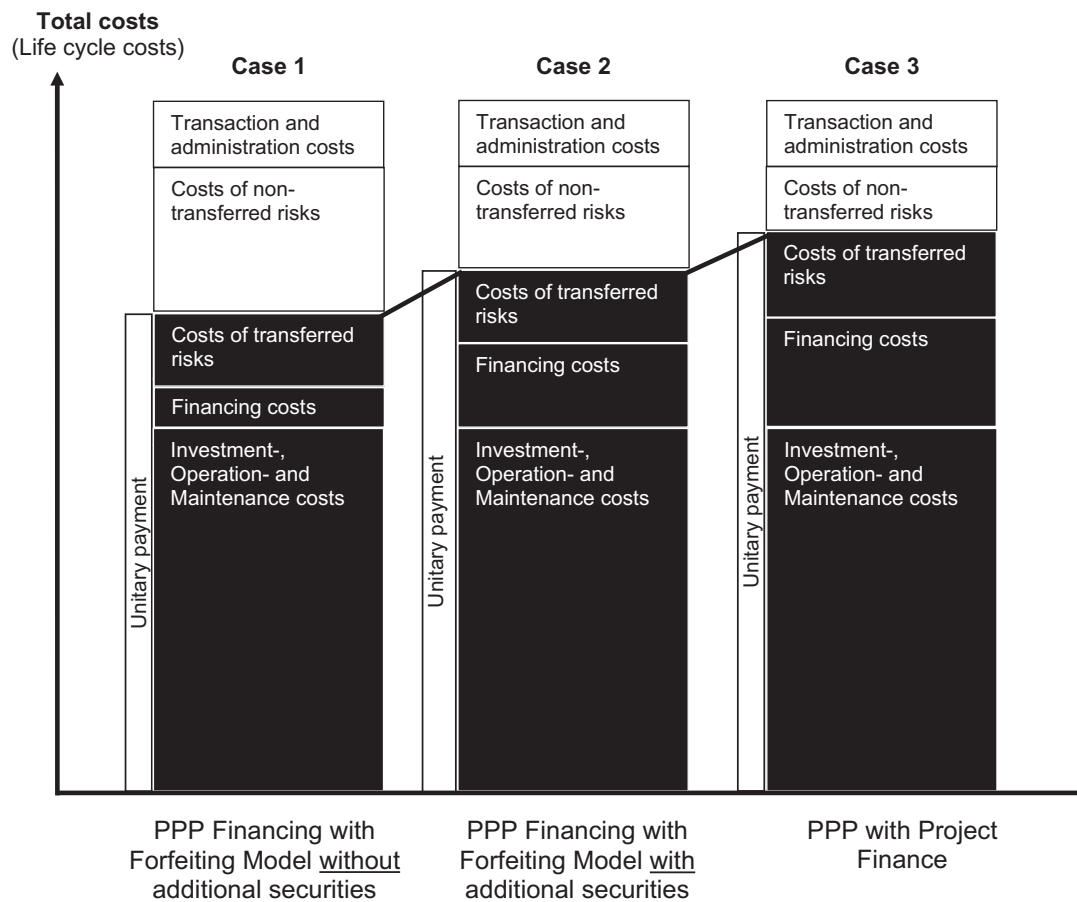 Total costs
(Life cycle costs)
Case 1
Case 2
Case 3
Transaction and
administration costs
Costs of non-
transferred risks
Costs of transferred
risks
Financing costs
Investment-,
Operation- and
Maintenance costs
Unitary payment
Transaction and
administration costs
Costs of non-
transferred risks
Costs of transferred
risks
Financing costs
Investment-,
Operation- and
Maintenance costs
Unitary payment
Transaction and
administration costs
Costs of non-
transferred risks
Costs of transferred
risks
Financing costs
Investment-,
Operation- and
Maintenance costs
Unitary payment
PPP Financing with
Forfeiting Model without
additional securities
PPP Financing with
Forfeiting Model with
additional securities
PPP with Project
Finance